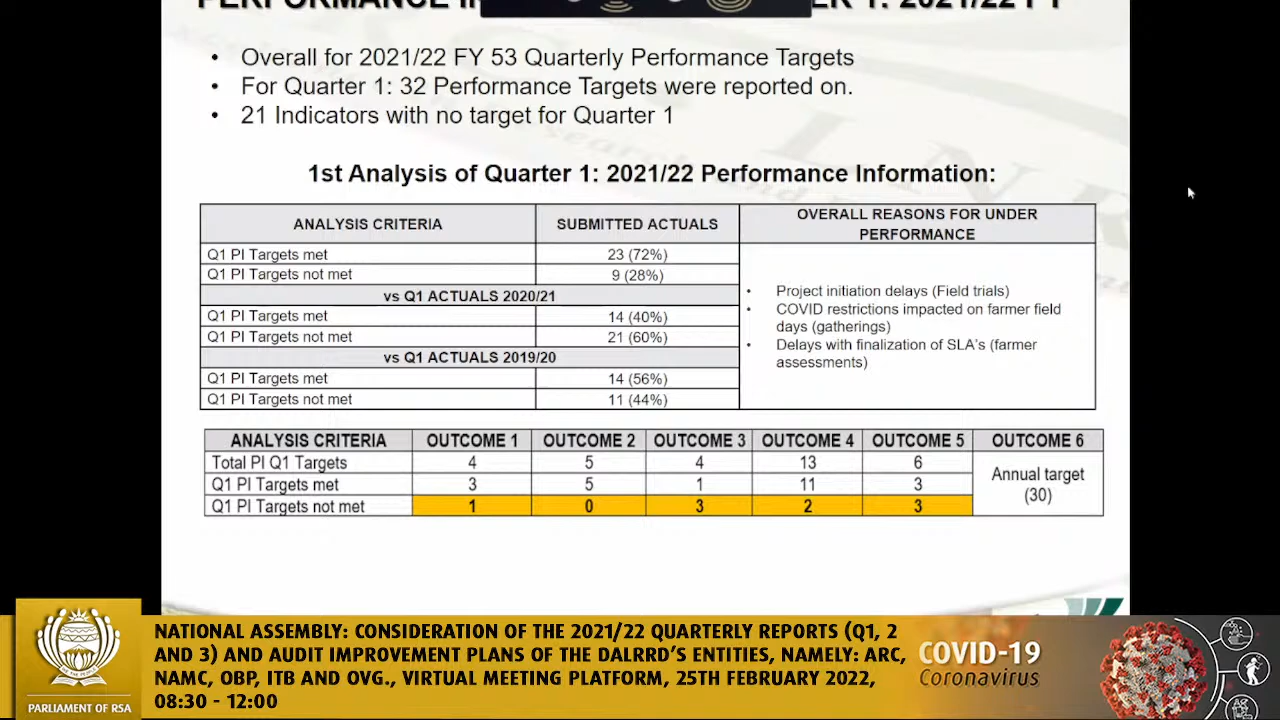 PERFORMANCE ER 1: 2021/22 FY
• Overall for 2021/22 FY 53 Quarterly Performance Targets
• For Quarter 1: 32 Performance Targets were reported on.
• 21 Indicators with no target for Quarter 1
1st Analysis of Quarter 1: 2021/22 Performance Information:
ANALYSIS CRITERIA SUBMITTED ACTUALS OVERALL REASONS FOR UNDER
PERFORMANCE
Q1 PI Targets met 23 (72%)
Q1 PI Targets not met 9 (28%)
vs Q1 ACTUALS 2020/21
Q1 PI Targets met 14 (40%)
Q1 PI Targets not met 21 (60%)
vs Q1 ACTUALS 2019/20
Q1 PI Targets met 14 (56%)
Q1 PI Targets not met 11 (44%)
• Project initiation delays (Field trials)
• COVID restrictions impacted on farmer field
days (gatherings)
• Delays with finalization of SLA's (farmer
assessments)
ANALYSIS CRITERIA OUTCOME 1 OUTCOME 2 OUTCOME 3 OUTCOME 4 OUTCOME 5 OUTCOME 6
Total PI Q1 Targets 4 5 4 13 6 Annual target
Q1 PI Targets met 3 5 1 11 3 (30)
Q1 PI Targets not met 1 0 3 2 3
NATIONAL ASSEMBLY: CONSIDERATION OF THE 2021/22 QUARTERLY REPORTS (Q1, 2
AND 3) AND AUDIT IMPROVEMENT PLANS OF THE DALRRD'S ENTITIES, NAMELY: ARC,
NAMC, OBP, ITB AND OVG., VIRTUAL MEETING PLATFORM, 25TH FEBRUARY 2022,
08:30 - 12:00
PARLIAMENT OF RSA
COVID-19
Coronavirus